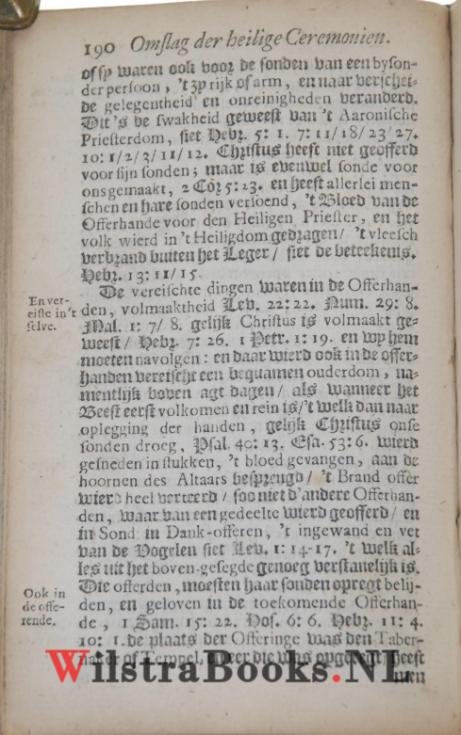 190 Omslag der heilige Ceremonien.
of sy waren ook voor de sonden van een byson-
der persoon, 't zy rijk of arm, en naar verschei-
de gelegentheid en onreinigheden veranderd.
Dit 's de swakheid geweest van 't Aaronische
Priesterdom, siet Hebr. 5: 1. 7: 11/18/23/27.
10: 1/2/3/11/12. Christus heeft niet geofferd
voor sijn sonden; maar is evenwel sonde voor
ons gemaakt, 2 Cor 5: 23. en heeft allerlei men-
schen en hare sonden versoend, 't Bloed van de
Offerhande voor den Heiligen Priester, en het
volk wierd in 't Heiligdom gedragen/ 't vleesch
verbrand buiten het Leger/ siet de beteekenis.
Hebr. 13: 11/15.
De vereischte dingen waren in de Offerhan-
En ver-
eiste in 't
selve.
den, volmaaktheid Lev. 22: 22. Num. 29: 8.
Mal. 1: 7/8. gelijk Christus is volmaakt ge-
weest/ Hebr. 7: 26. 1 Petr. 1: 19. en wy hem
moeten navolgen: en daar wierd ook in de offer-
handen vereischt een bequamen ouderdom, na-
mentlijk boven agt dagen/ als wanneer het
Beest eerst volkomen en rein is/ 't welk dan naar
oplegging der handen, gelijk Christus onse
sonden droeg, Psal. 40: 13. Esa. 53: 6. wierd
gesneden in stukken, 't bloed gevangen, aan de
hoornen des Altaars besprengd/ 't Brand offer
wierd heel verteerd/ soo niet d'andere Offerhan-
den, waar van een gedeelte wierd geofferd/ en
in Sond in Dank-offeren, 't ingewand en vet
van de Vogelen siet Lev. 1: 14-17. 't welk al-
les uit het boven-gesegde genoeg verstanelijk is.
Die offerden, moesten haar sonden opregt belij-
Ook in
de offe-
rende.
den, en geloven in de toekomende Offerhan-
de, 1 Sam. 15: 22. Hos. 6: 6. Hebr. 11: 4.
10: 1. de plaats der Offeringe was den Taber-
nakel of Tempel, heeft
men
WilstraBooks.NL